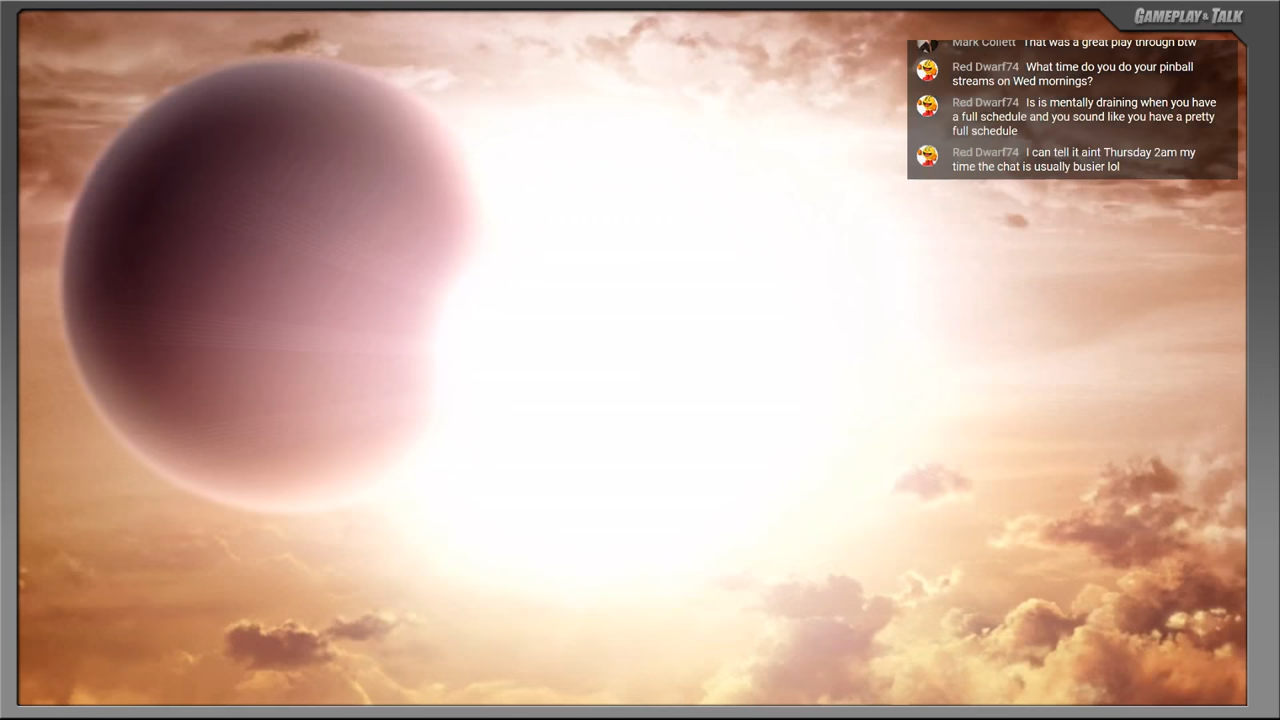 GAMEPLAY & TALK
Mark Collett That was a great play through btw
Red Dwarf74 What time do you do your pinball
streams on Wed mornings?
Red Dwarf74 Is is mentally draining when you have
a full schedule and you sound like you have a pretty
full schedule
Red Dwarf74 I can tell it aint Thursday 2am my
time the chat is usually busier lol